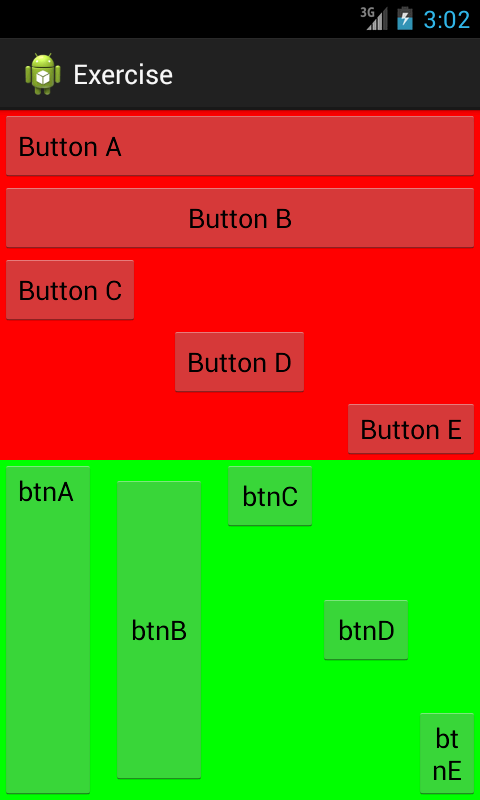 3G 3:02
Exercise
Button A
Button B
Button C
Button D
Button E
btnA
btnB
btnC
btnD
bt
nE